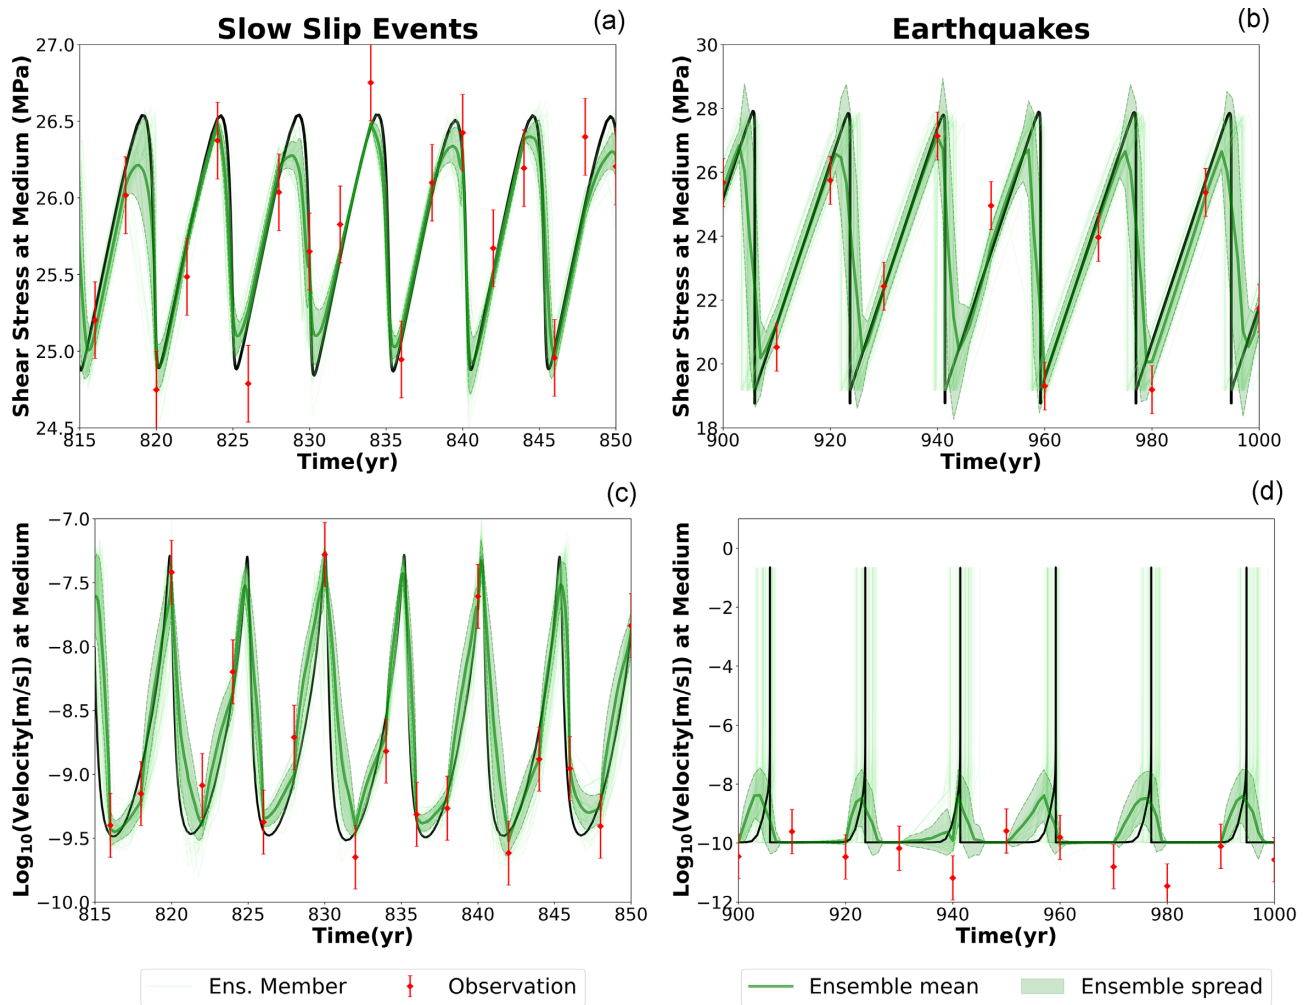 Slow Slip Events
(a)
Shear Stress at Medium (MPa)
27.0
26.5
26.0
25.5
25.0
24.5
815 820 825 830 835 840 845 850
Time(yr)
Earthquakes
(b)
Shear Stress at Medium (MPa)
30
28
26
24
22
20
18
900 920 940 960 980 1000
Time(yr)
(c)
Log₁₀(Velocity[m/s]) at Medium
−7.0
−7.5
−8.0
−8.5
−9.0
−9.5
−10.0
815 820 825 830 835 840 845 850
Time(yr)
(d)
Log₁₀(Velocity[m/s]) at Medium
0
−2
−4
−6
−8
−10
−12
900 920 940 960 980 1000
Time(yr)
Ens. Member Observation
Ensemble mean Ensemble spread